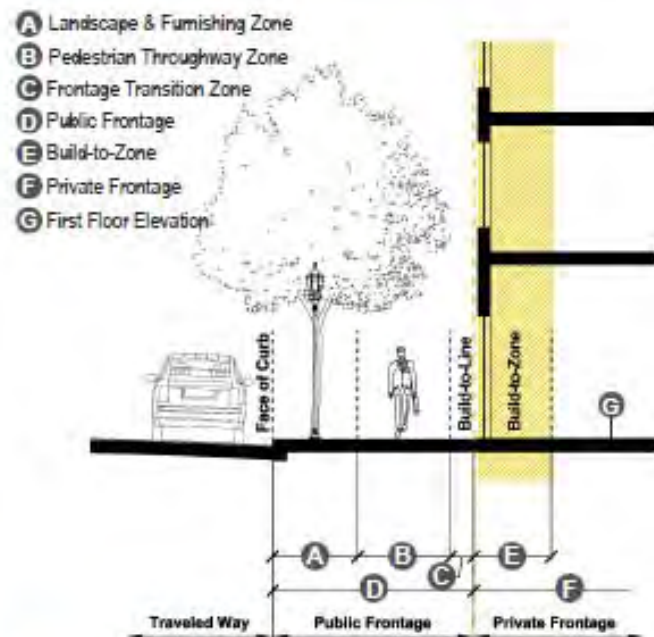 A Landscape & Furnishing Zone
B Pedestrian Throughway Zone
C Frontage Transition Zone
D Public Frontage
E Build-to-Zone
F Private Frontage
G First Floor Elevation
Face of Curb
Build-to-Line
Build-to-Zone
G
A
B
C
E
D
F
Traveled Way
Public Frontage
Private Frontage